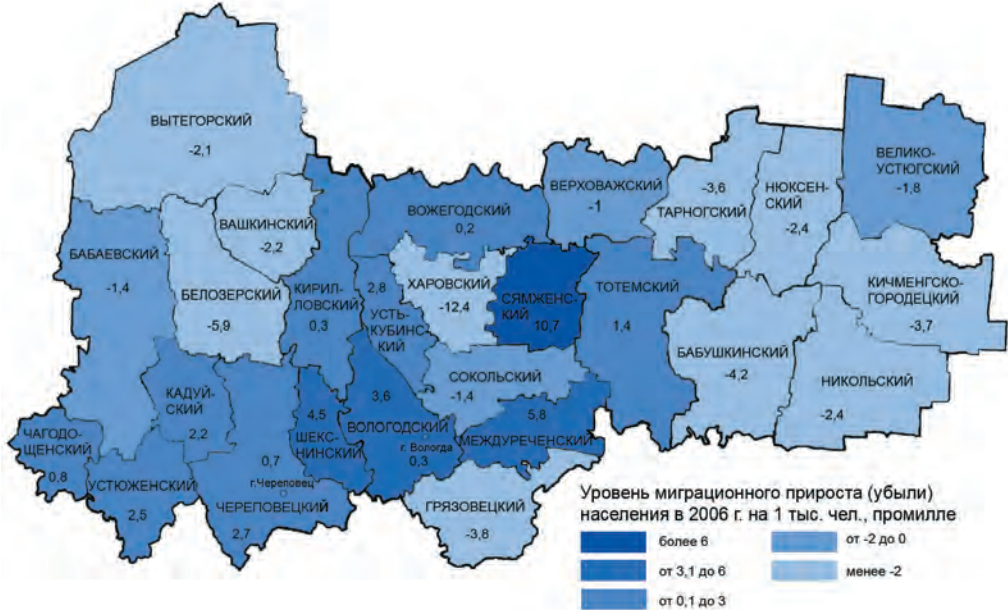 ВЫТЕГОРСКИЙ
-2,1
ВЕЛИКО-
УСТЮГСКИЙ
-1,8
ВЕРХОВАЖСКИЙ
-1
-3,6
ТАРНОГСКИЙ
НЮКСЕН-
СКИЙ
-2,4
ВАШКИНСКИЙ
-2,2
ВОЖЕГОДСКИЙ
0,2
БАБАЕВСКИЙ
-1,4
БЕЛОЗЕРСКИЙ
-5,9
КИРИЛ-
ЛОВСКИЙ
0,3
2,8
УСТЬ-
КУБИНСКИЙ
ХАРОВСКИЙ
-12,4
СЯМЖЕНС-
КИЙ
10,7
ТОТЕМСКИЙ
1,4
КИЧМЕНГСКО-
ГОРОДЕЦКИЙ
-3,7
БАБУШКИНСКИЙ
-4,2
НИКОЛЬСКИЙ
-2,4
СОКОЛЬСКИЙ
-1,4
КАДУЙ-
СКИЙ
2,2
3,6
ВОЛОГОДСКИЙ
г. Вологда
0,3
4,5
ШЕКС-
НИНСКИЙ
5,8
МЕЖДУРЕЧЕНСКИЙ
ЧАГОДО-
ЩЕНСКИЙ
0,8
УСТЮЖЕНСКИЙ
2,5
0,7
г.Череповец
ЧЕРЕПОВЕЦКИЙ
2,7
ГРЯЗОВЕЦКИЙ
-3,8
Уровень миграционного прироста (убыли)
населения в 2006 г. на 1 тыс. чел., промилле
более 6
от 3,1 до 6
от 0,1 до 3
от -2 до 0
менее -2